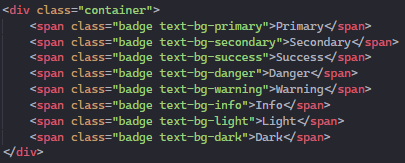 <div class="container">
    <span class="badge text-bg-primary">Primary</span>
    <span class="badge text-bg-secondary">Secondary</span>
    <span class="badge text-bg-success">Success</span>
    <span class="badge text-bg-danger">Danger</span>
    <span class="badge text-bg-warning">Warning</span>
    <span class="badge text-bg-info">Info</span>
    <span class="badge text-bg-light">Light</span>
    <span class="badge text-bg-dark">Dark</span>
</div>